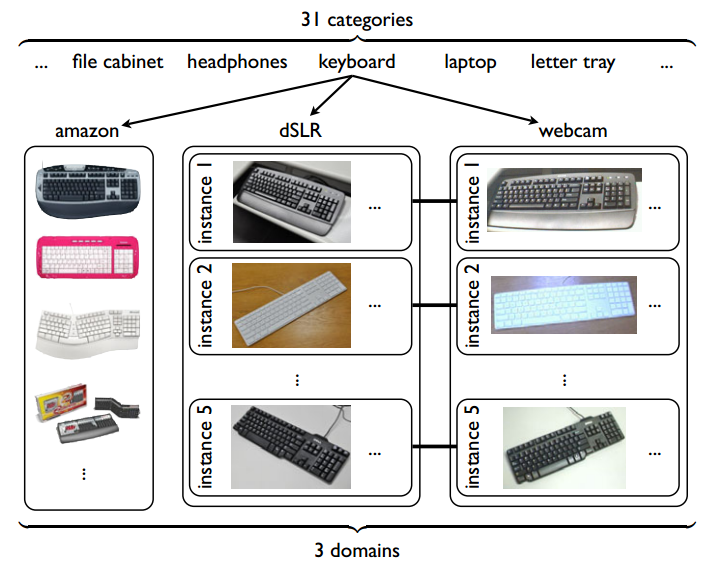 31 categories
... file cabinet headphones keyboard laptop letter tray ...
amazon dSLR webcam
instance 1 ... instance 1 ...
instance 2 ... instance 2 ...
⋮ ⋮
instance 5 ... instance 5 ...
⋮
3 domains